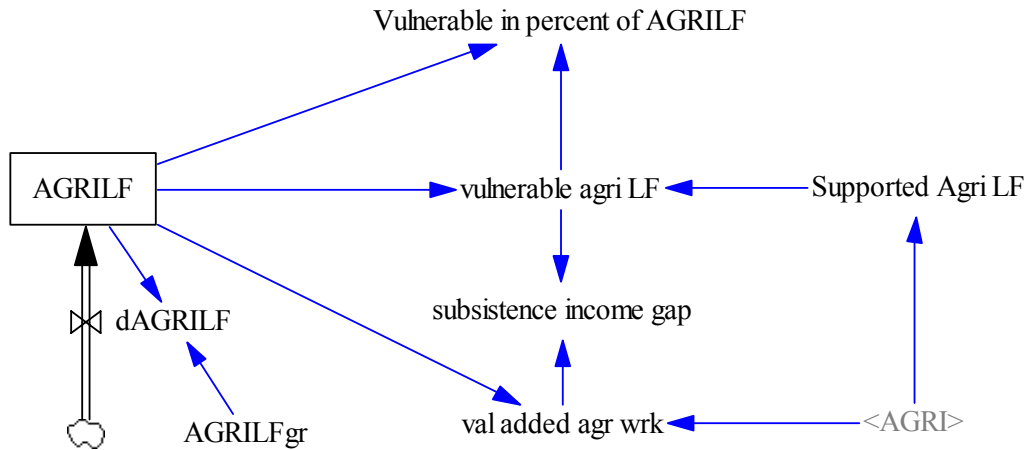 Vulnerable in percent of AGRILF
AGRILF
vulnerable agri LF
Supported Agri LF
dAGRILF
subsistence income gap
AGRILFgr
val added agr wrk
<AGRI>